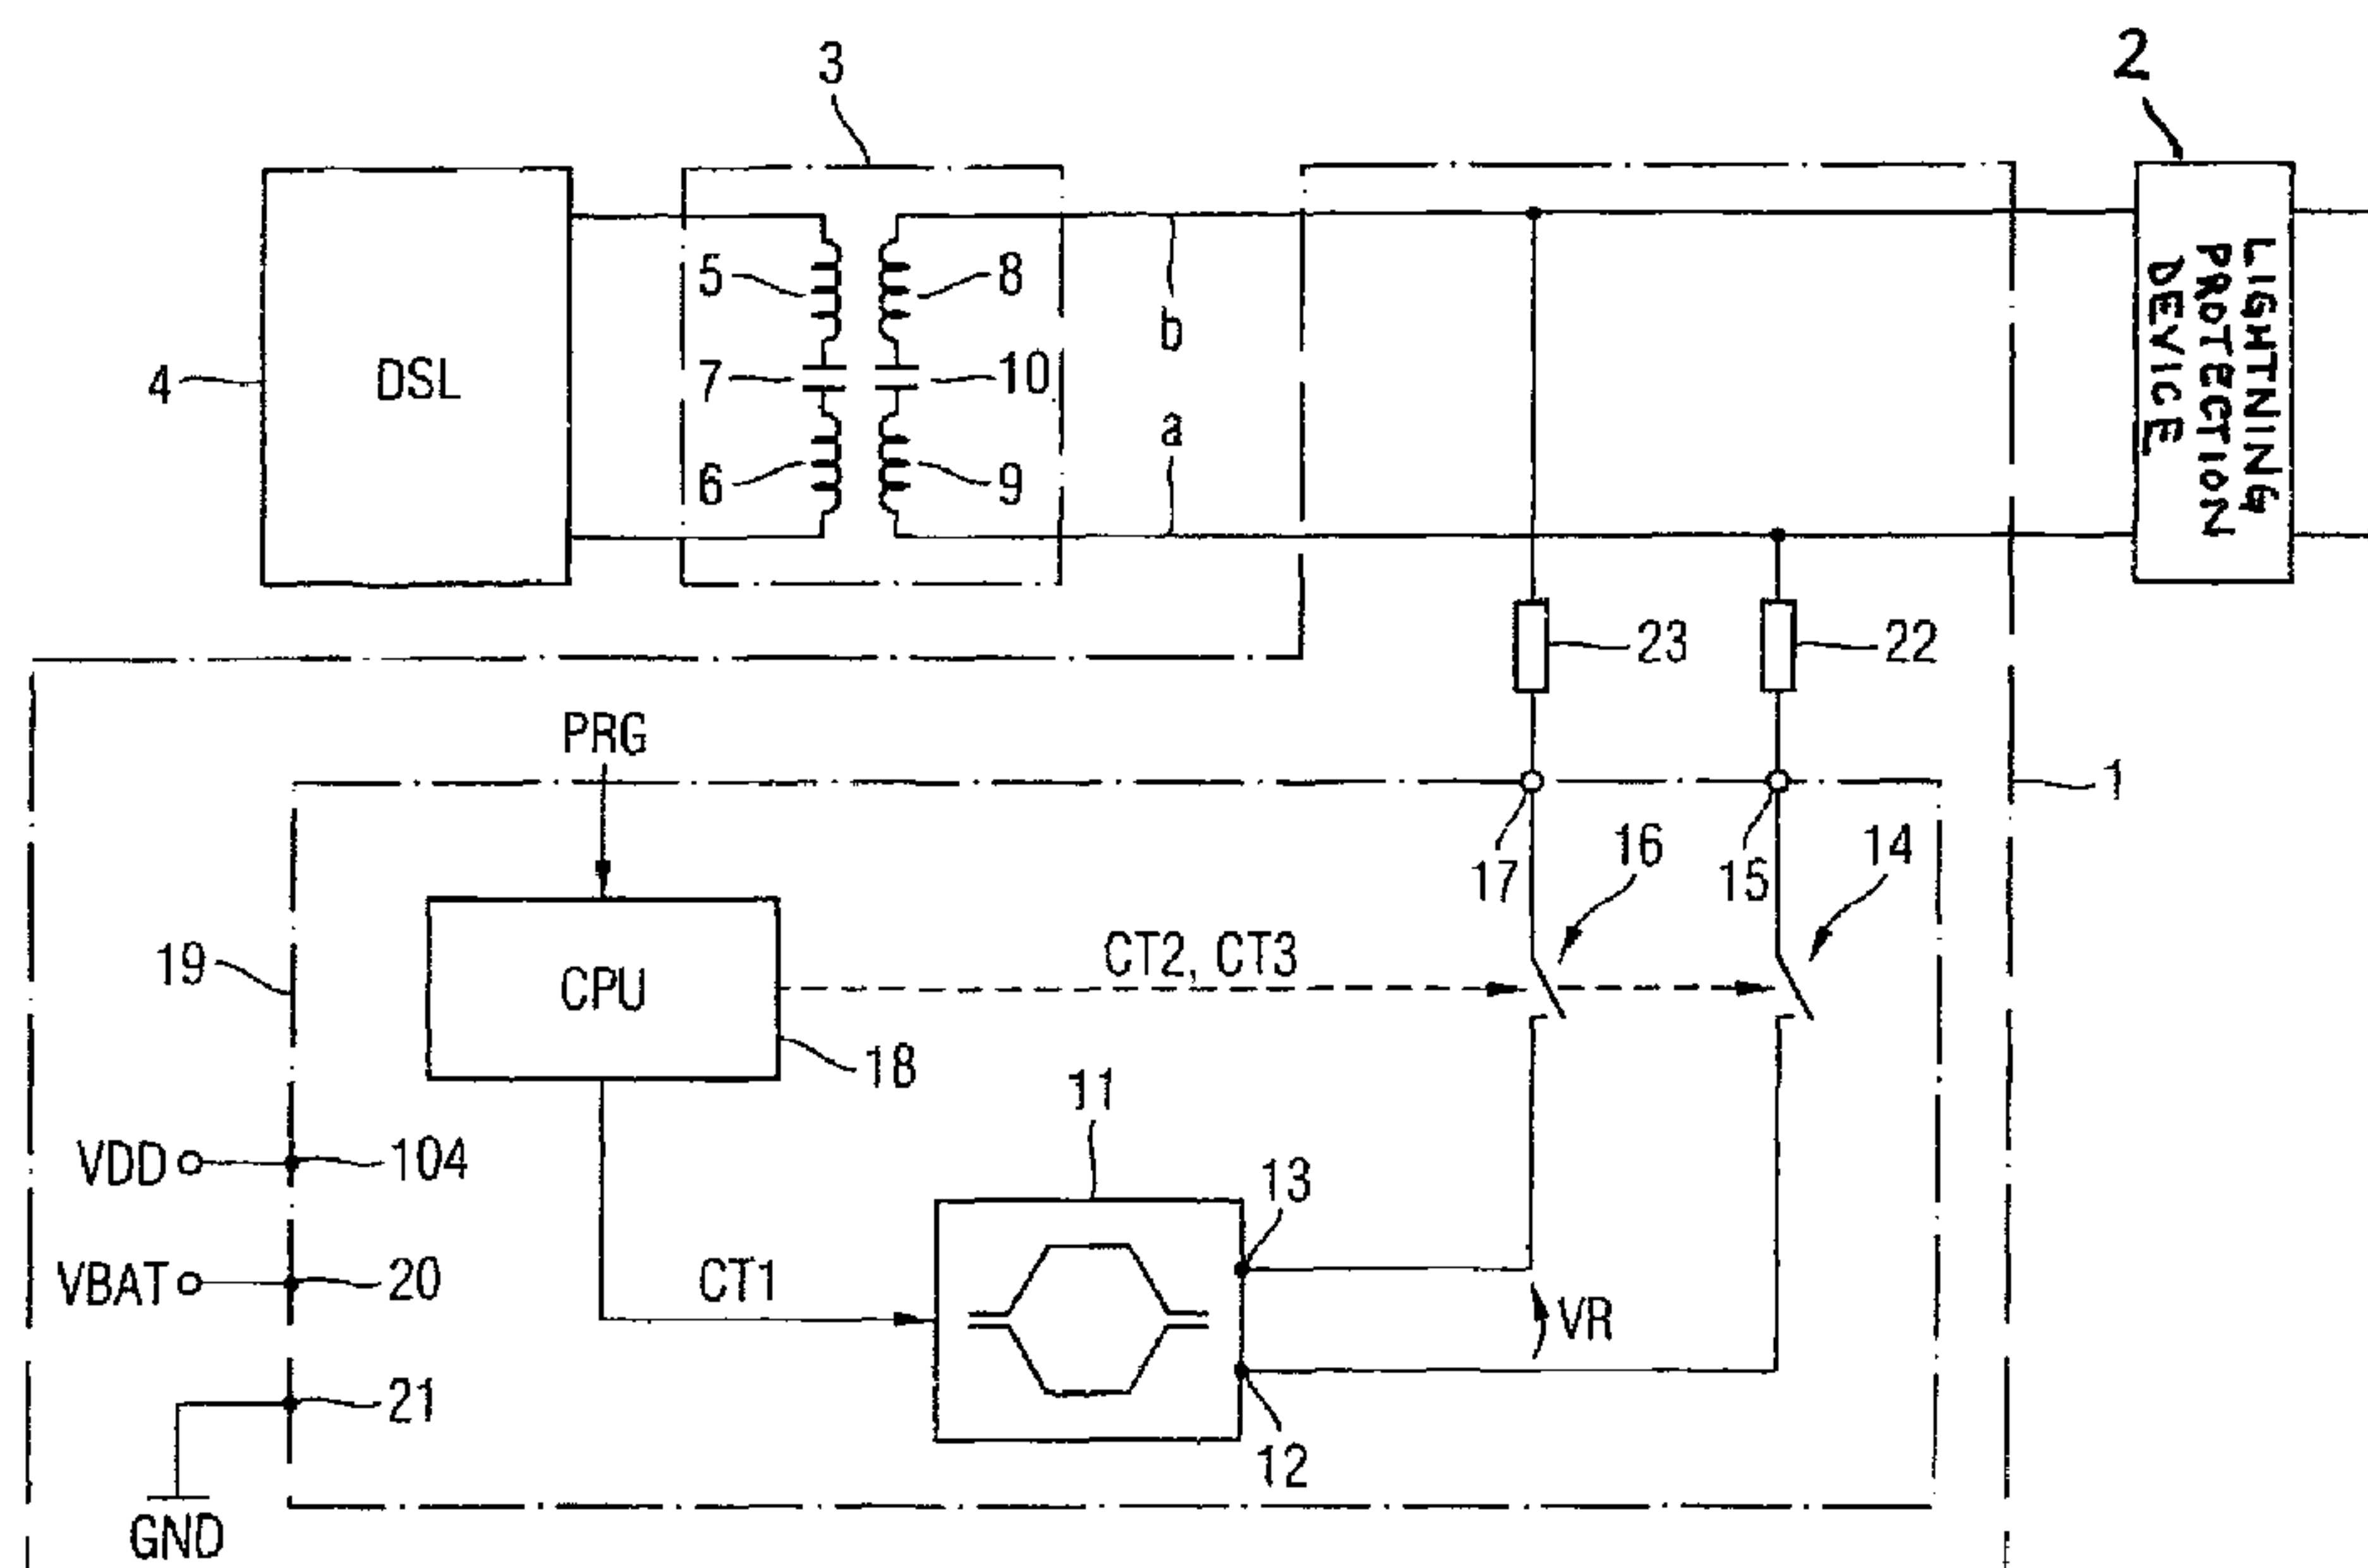 3
2
5
8
4
DSL
7
10
b
a
6
9
LIGHTNING
PROTECTION
DEVICE
23
22
PRG
1
17
16
15
14
19
CPU
CT2, CT3
18
11
VDD
104
13
VBAT
20
CT1
VR
21
12
GND